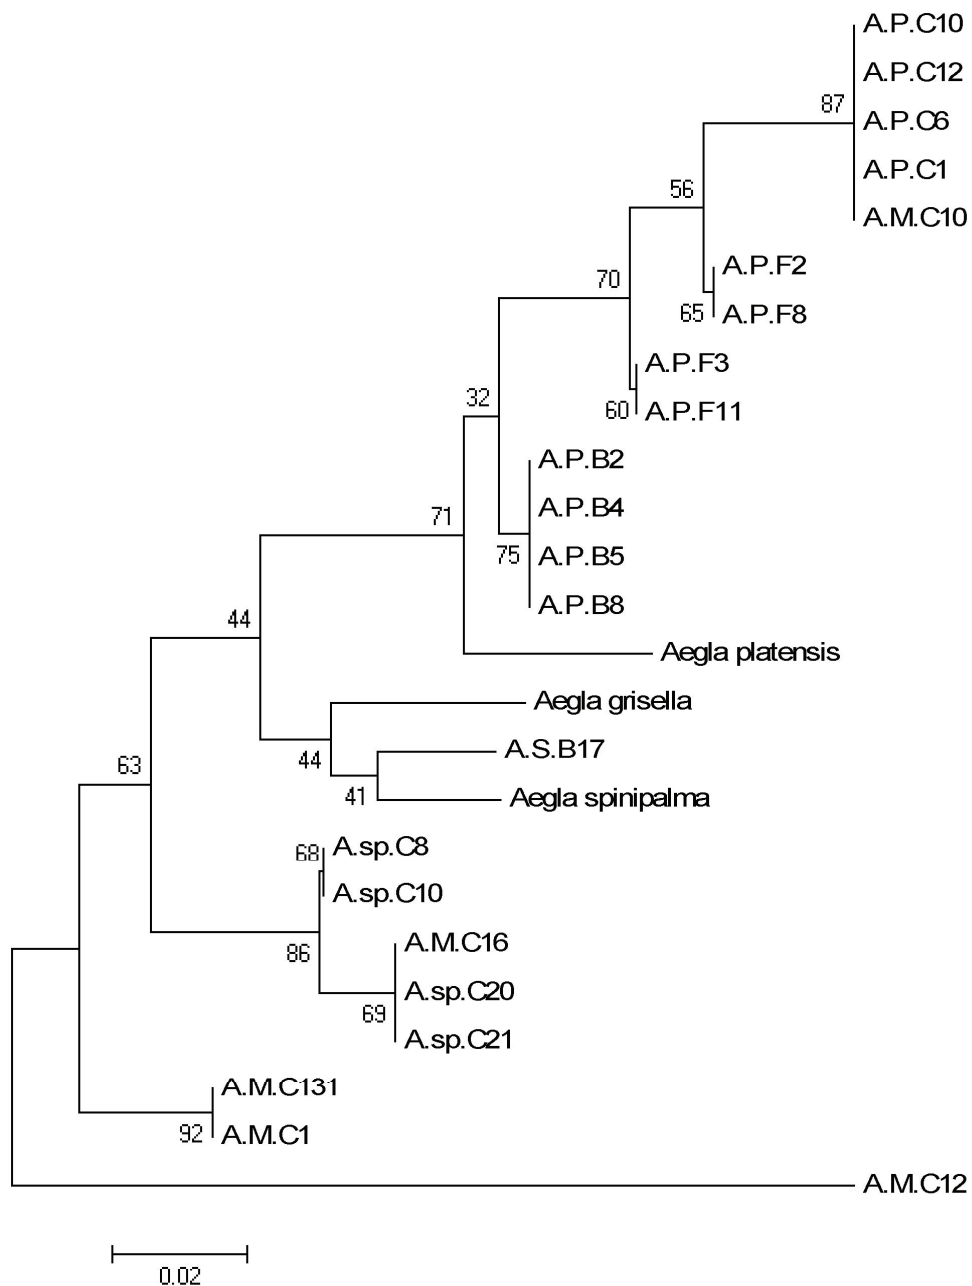 A.P.C10
A.P.C12
87
A.P.C6
A.P.C1
56
A.M.C10
A.P.F2
70
65
A.P.F8
A.P.F3
32
60
A.P.F11
A.P.B2
A.P.B4
71
75
A.P.B5
A.P.B8
44
Aegla platensis
Aegla grisella
44
A.S.B17
63
41
Aegla spinipalma
68
A.sp.C8
A.sp.C10
86
A.M.C16
A.sp.C20
69
A.sp.C21
A.M.C131
92
A.M.C1
A.M.C12
0.02